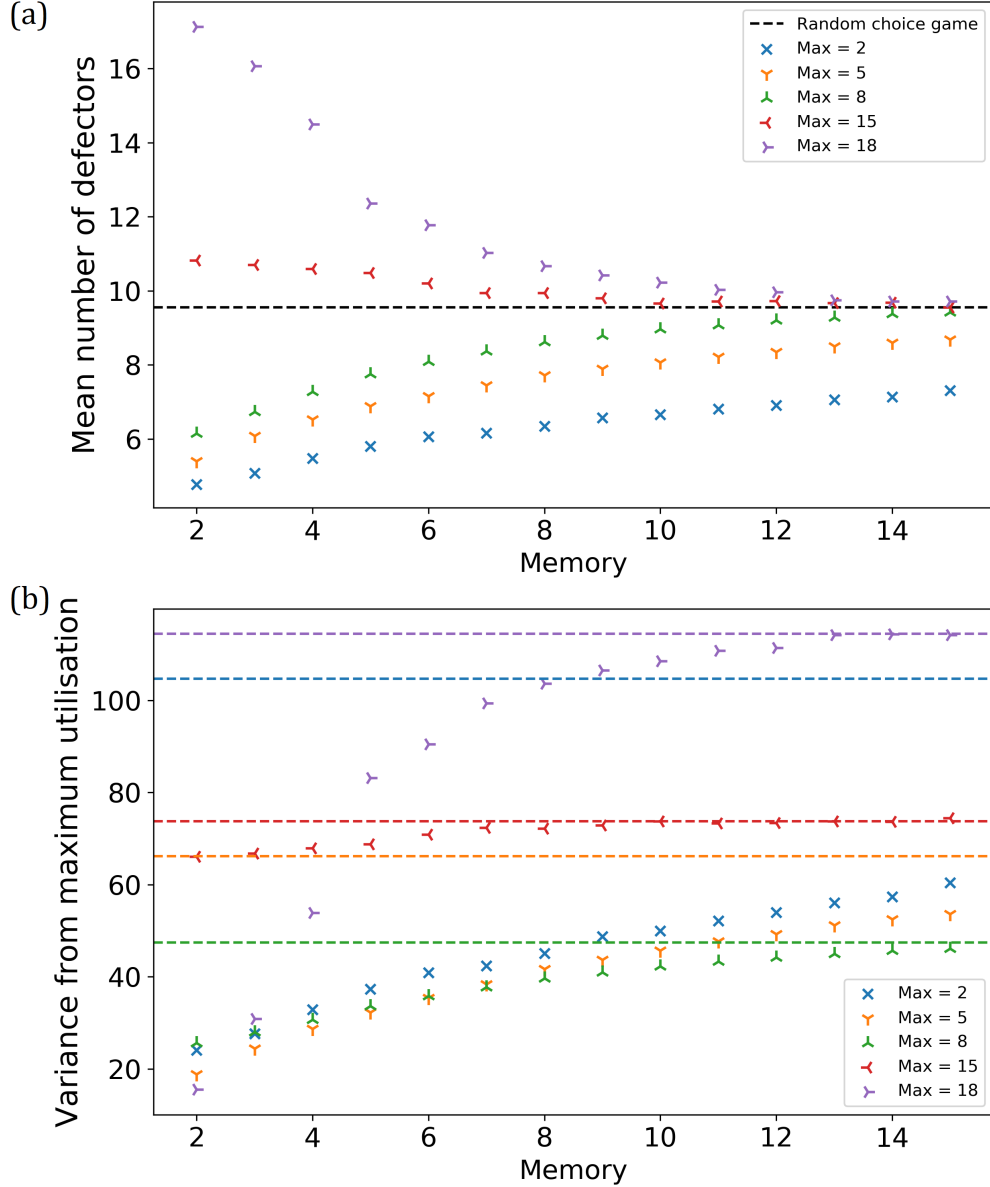 (a)
Mean number of defectors
16
14
12
10
8
6
Random choice game
Max = 2
Max = 5
Max = 8
Max = 15
Max = 18
2 4 6 8 10 12 14
Memory
(b)
Variance from maximum utilisation
100
80
60
40
20
Max = 2
Max = 5
Max = 8
Max = 15
Max = 18
2 4 6 8 10 12 14
Memory